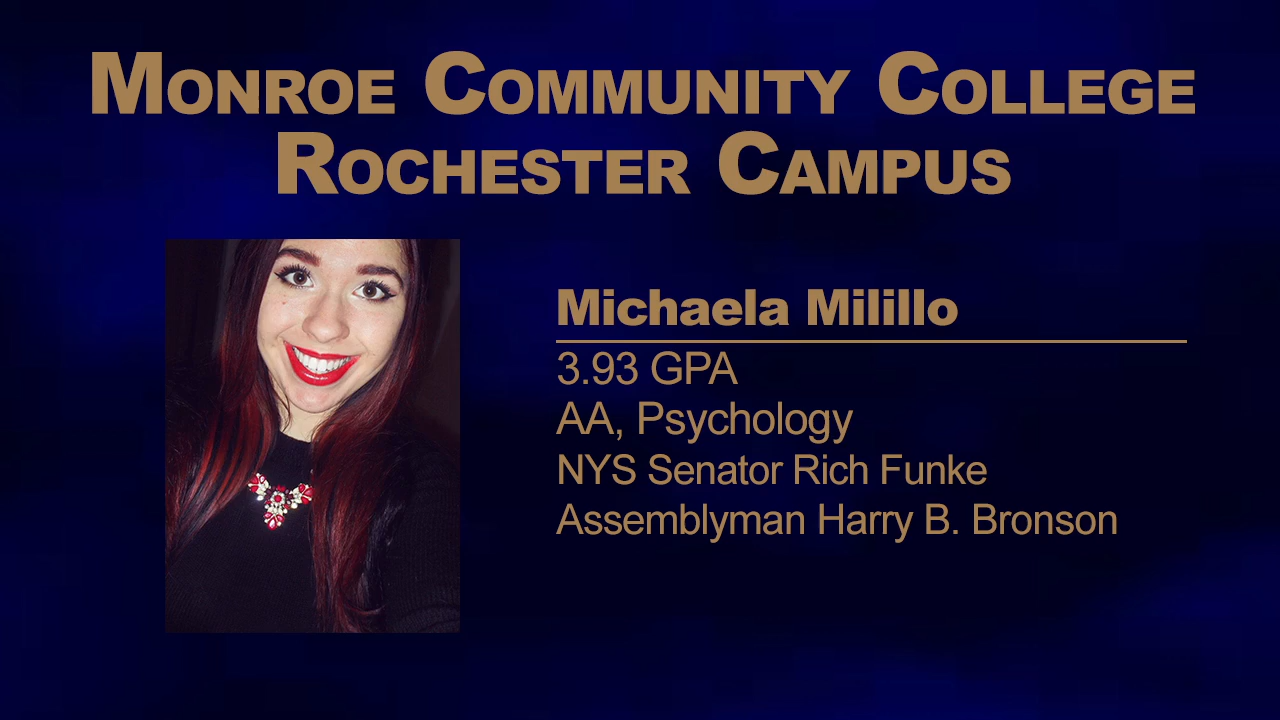 Monroe Community College
Rochester Campus
Michaela Milillo
3.93 GPA
AA, Psychology
NYS Senator Rich Funke
Assemblyman Harry B. Bronson